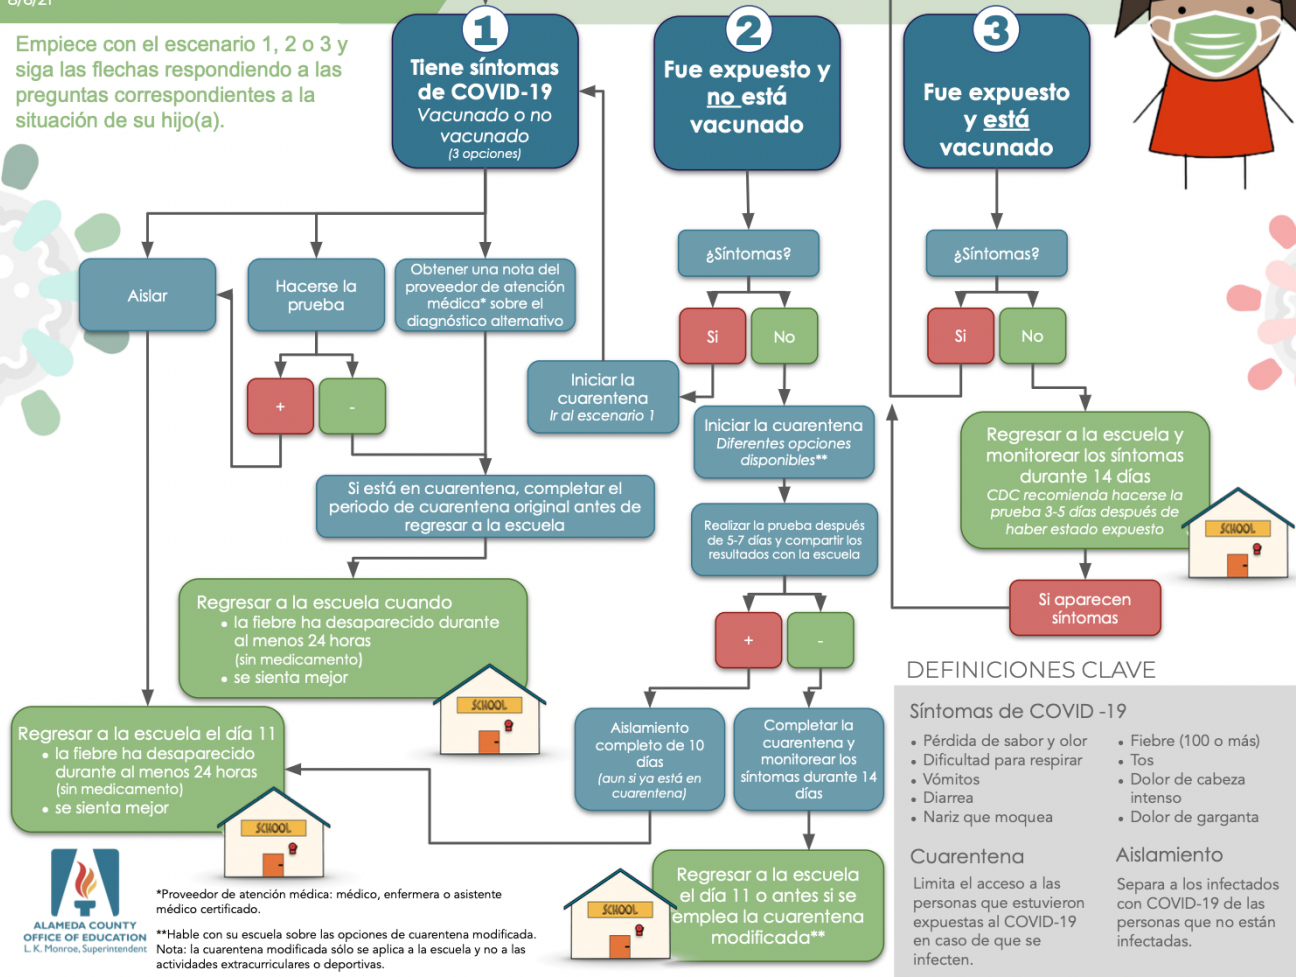 8/6/21
Empiece con el escenario 1, 2 o 3 y
siga las flechas respondiendo a las
preguntas correspondientes a la
situación de su hijo(a).
1
Tiene síntomas
de COVID-19
Vacunado o no
vacunado
(3 opciones)
2
Fue expuesto y
no está
vacunado
3
Fue expuesto
y está
vacunado
Aislar
Hacerse la
prueba
Obtener una nota del
proveedor de atención
médica* sobre el
diagnóstico alternativo
¿Síntomas?
¿Síntomas?
Si
No
Si
No
+
-
Iniciar la
cuarentena
Ir al escenario 1
Iniciar la cuarentena
Diferentes opciones
disponibles**
Regresar a la escuela y
monitorear los síntomas
durante 14 días
CDC recomienda hacerse la
prueba 3-5 días después de
haber estado expuesto
SCHOOL
Si está en cuarentena, completar el
periodo de cuarentena original antes de
regresar a la escuela
Realizar la prueba después
de 5-7 días y compartir los
resultados con la escuela
Si aparecen
síntomas
Regresar a la escuela cuando
• la fiebre ha desaparecido durante
al menos 24 horas
(sin medicamento)
• se sienta mejor
SCHOOL
+
-
Regresar a la escuela el día 11
• la fiebre ha desaparecido
durante al menos 24 horas
(sin medicamento)
• se sienta mejor
SCHOOL
Aislamiento
completo de 10
días
(aun si ya está en
cuarentena)
Completar la
cuarentena y
monitorear los
síntomas durante 14
días
Regresar a la escuela
el día 11 o antes si se
emplea la cuarentena
modificada**
SCHOOL
DEFINICIONES CLAVE
Síntomas de COVID -19
• Pérdida de sabor y olor
• Dificultad para respirar
• Vómitos
• Diarrea
• Nariz que moquea
• Fiebre (100 o más)
• Tos
• Dolor de cabeza
intenso
• Dolor de garganta
Cuarentena
Limita el acceso a las
personas que estuvieron
expuestas al COVID-19
en caso de que se
infecten.
Aislamiento
Separa a los infectados
con COVID-19 de las
personas que no están
infectadas.
ALAMEDA COUNTY
OFFICE OF EDUCATION
L. K. Monroe, Superintendent
*Proveedor de atención médica: médico, enfermera o asistente
médico certificado.
**Hable con su escuela sobre las opciones de cuarentena modificada.
Nota: la cuarentena modificada sólo se aplica a la escuela y no a las
actividades extracurriculares o deportivas.